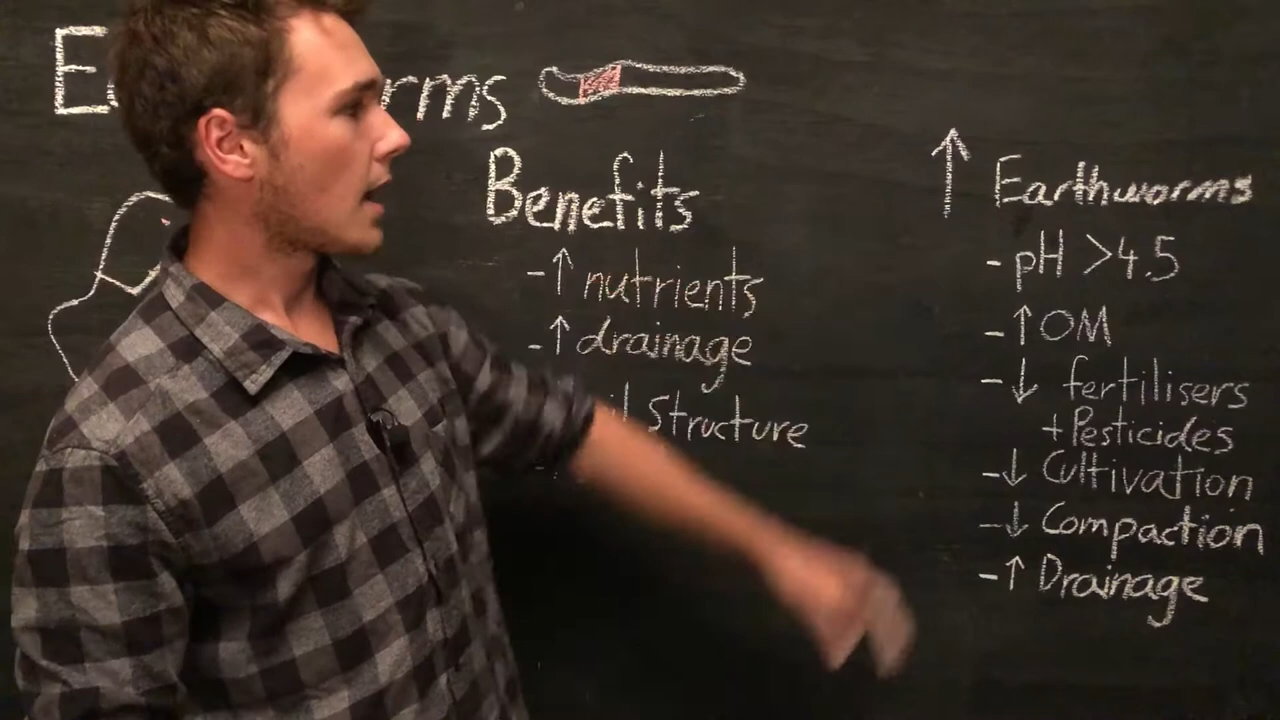 E rms
Benefits
-↑ nutrients
-↑ drainage
Structure
↑ Earthworms
- pH >4.5
-↑ OM
-↓ fertilisers
+Pesticides
-↓ Cultivation
-↓ Compaction
-↑ Drainage